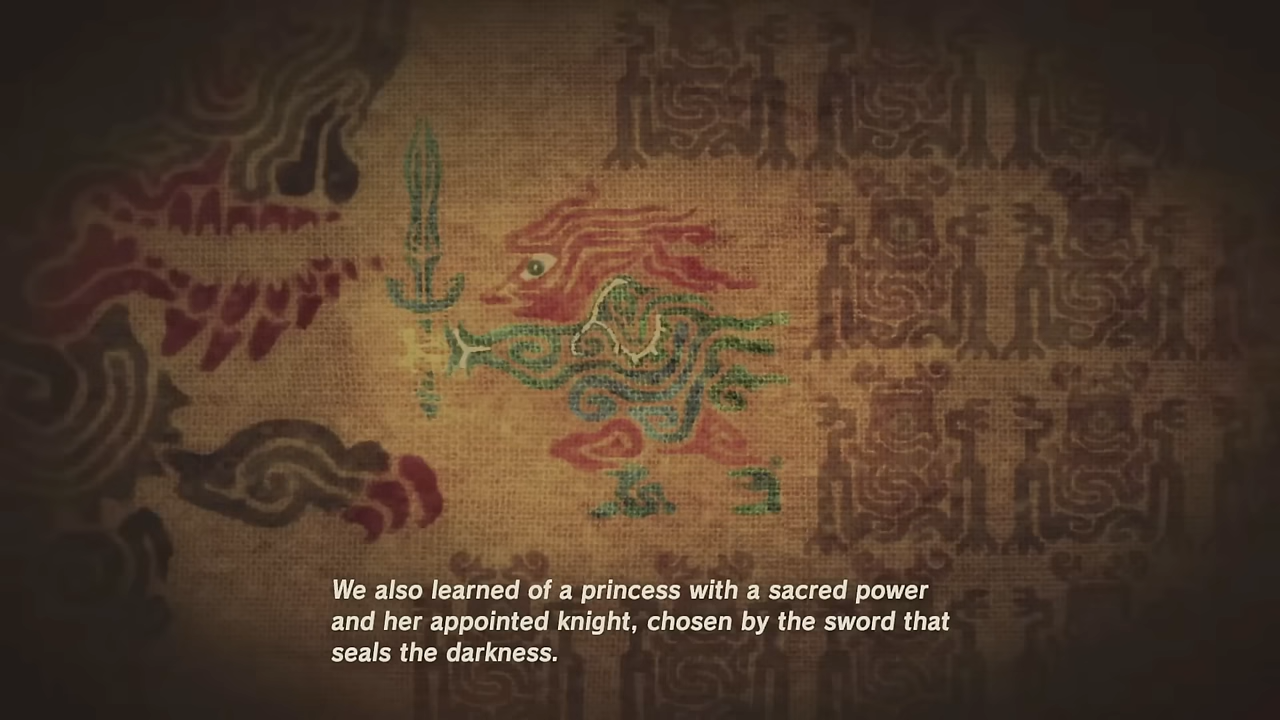 We also learned of a princess with a sacred power
and her appointed knight, chosen by the sword that
seals the darkness.